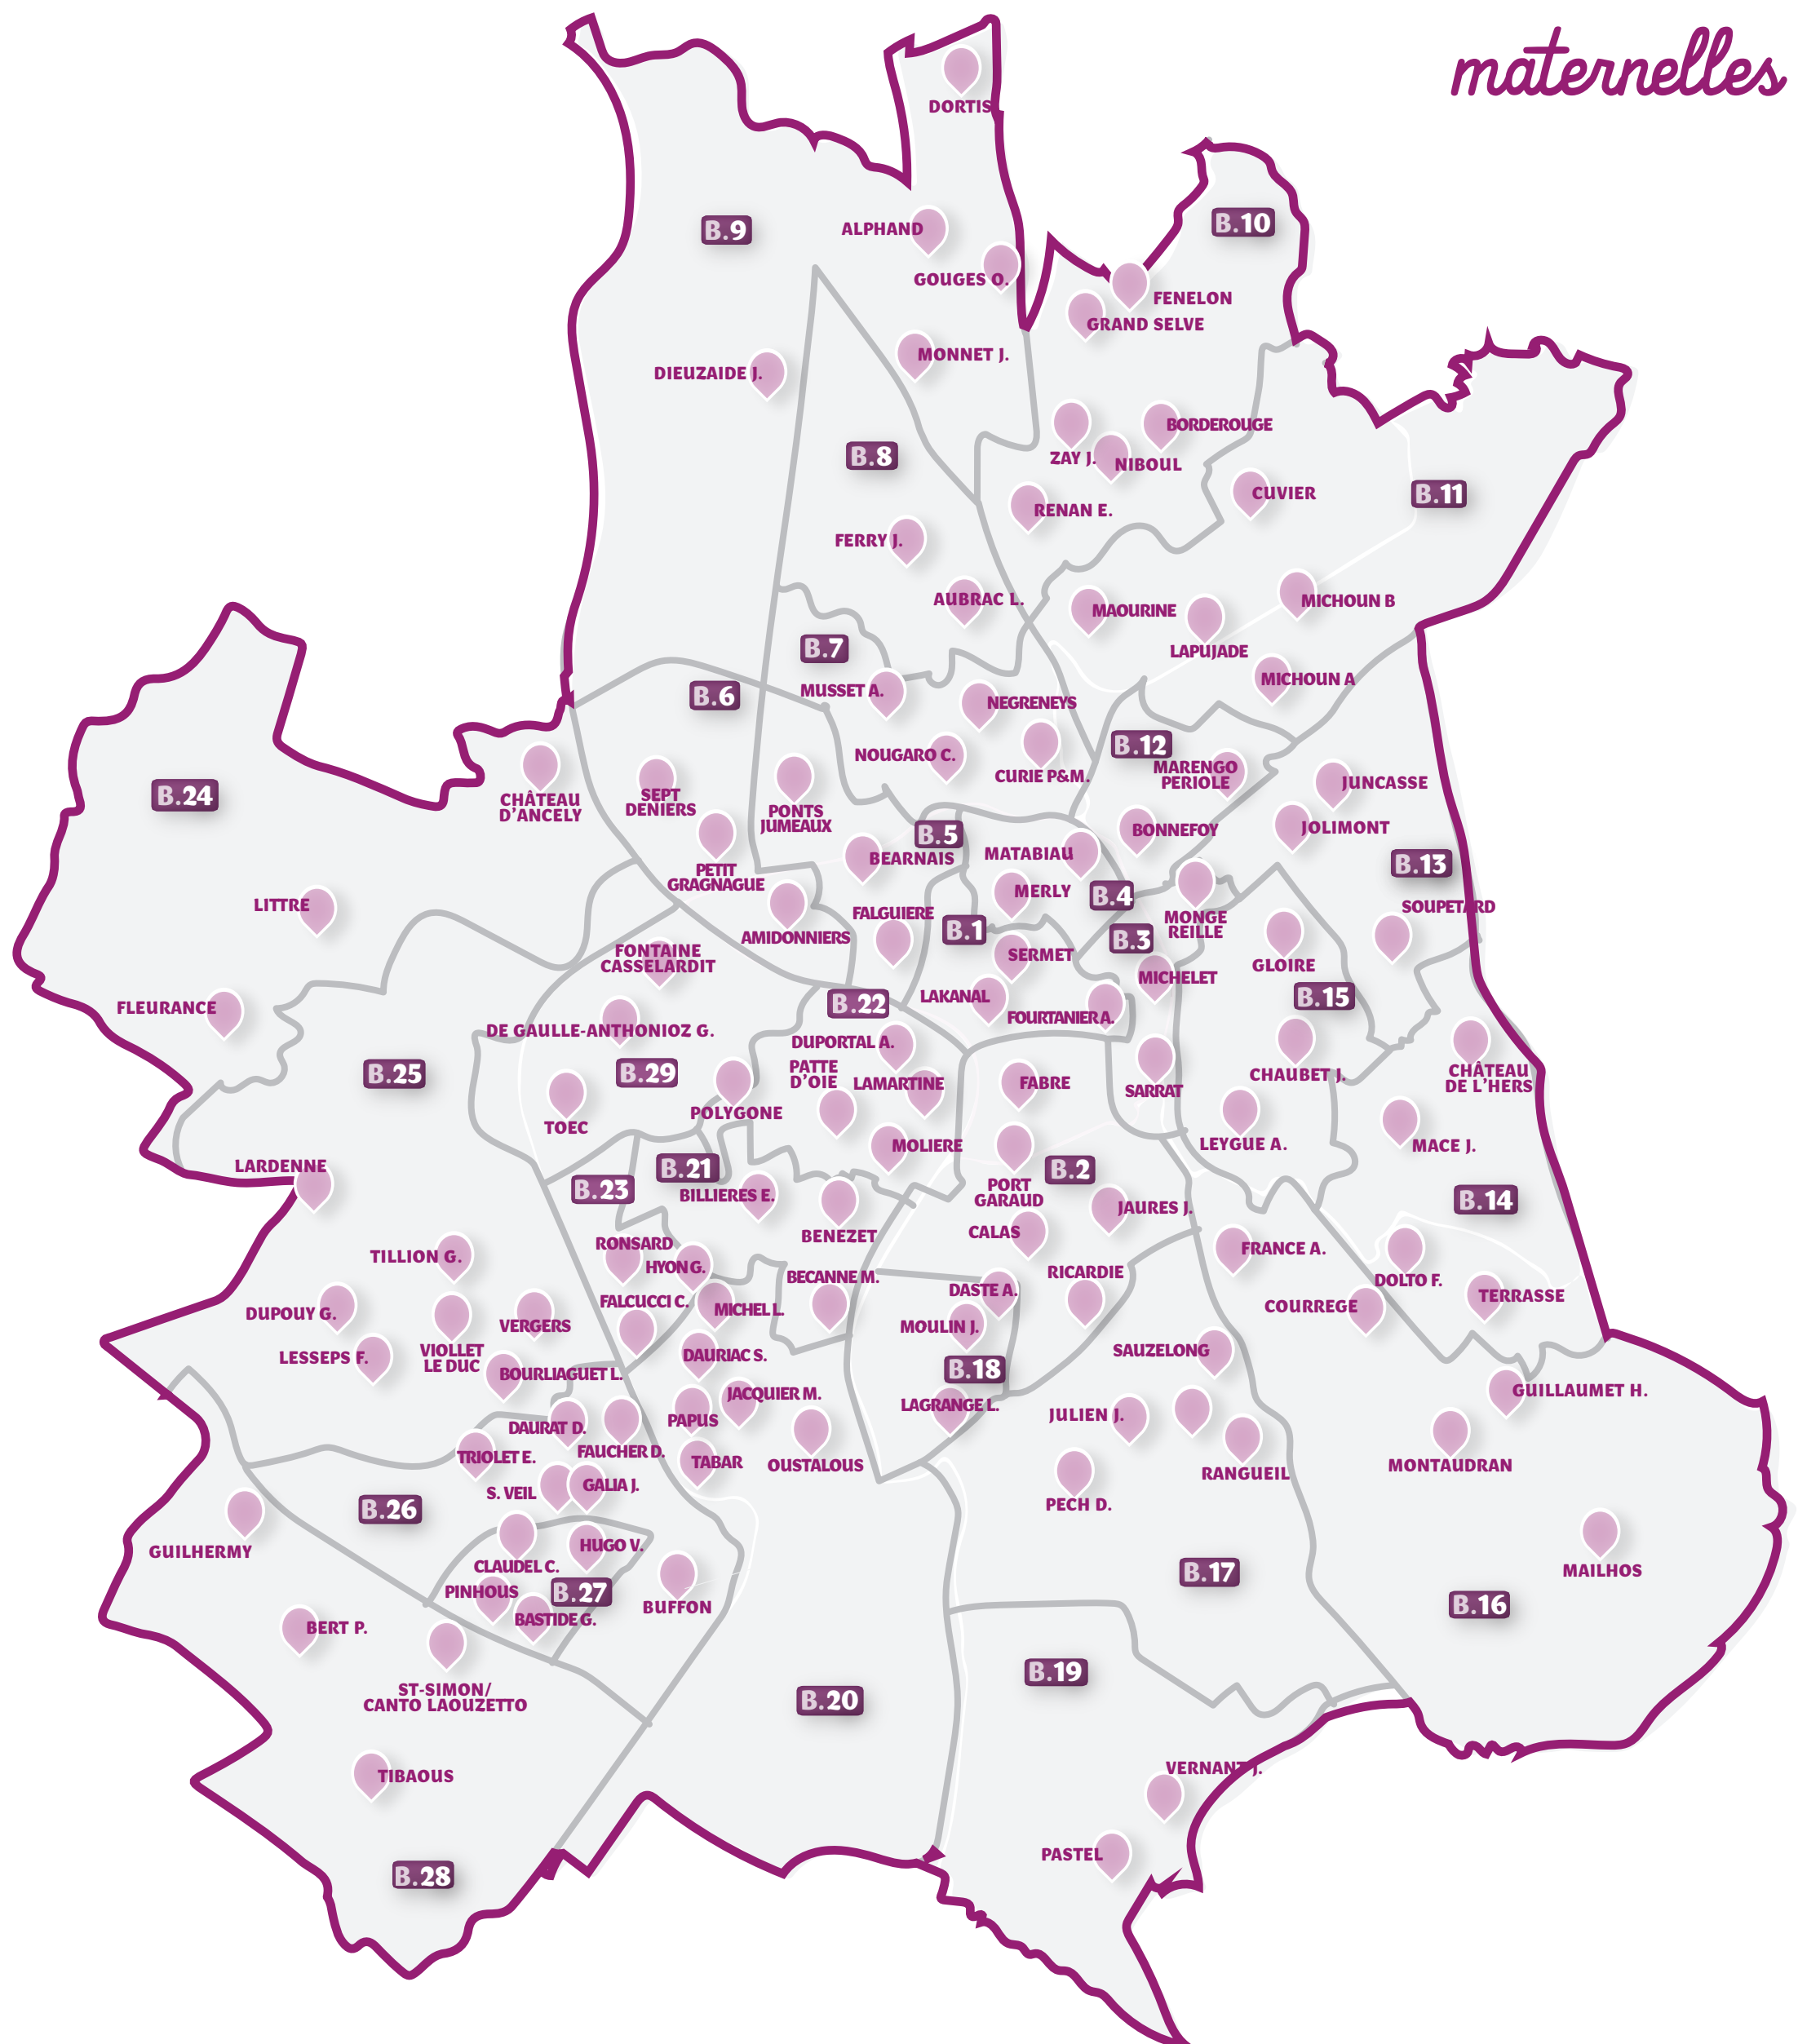 maternelles
DORTIS
B.9
ALPHAND
B.10
GOUGES O.
FENELON
GRAND SELVE
MONNET J.
DIEUZAIDE J.
BORDEROUGE
B.8
ZAY J.
NIBOUL
CUVIER
B.11
RENAN E.
FERRY J.
AUBRAC L.
MAOURINE
MICHOUN B
B.7
LAPUJADE
MICHOUN A
B.6
MUSSET A.
NEGRENEYS
B.12
NOUGARO C.
CURIE P&M.
MARENGO
PERIOLE
JUNCASSE
B.24
CHÂTEAU
D'ANCELY
SEPT
DENIERS
PONTS
JUMEAUX
B.5
BONNEFOY
JOLIMONT
BEARNAIS
MATABIAU
B.13
PETIT
GRAGNAGUE
MERLY
B.4
LITTRE
FALGUIERE
SOUPETARD
AMIDONNIERS
B.1
B.3
MONGE
REILLE
FONTAINE
CASSELARDIT
SERMET
GLOIRE
MICHELET
FLEURANCE
B.22
LAKANAL
B.15
FOURTANIER A.
DE GAULLE-ANTHONIOZ G.
DUPORTAL A.
B.25
B.29
PATTE
D'OIE
LAMARTINE
FABRE
SARRAT
CHAUBET J.
CHÂTEAU
DE L'HERS
POLYGONE
TOEC
MOLIERE
LEYGUE A.
MACE J.
LARDENNE
B.21
B.2
B.23
BILLIERES E.
PORT
GARAUD
B.14
JAURES J.
BENEZET
CALAS
RONSARD
FRANCE A.
TILLION G.
HYON G.
BECANNE M.
RICARDIE
DOLTO F.
DASTE A.
TERRASSE
FALCUCCI C.
MICHEL L.
COURREGE
DUPOUY G.
VERGERS
MOULIN J.
VIOLLET
LE DUC
LESSEPS F.
DAURIAC S.
SAUZELONG
B.18
BOURLIAGUET L.
JACQUIER M.
GUILLAUMET H.
LAGRANGE L.
JULIEN J.
PAPUS
DAURAT D.
FAUCHER D.
TRIOLET E.
TABAR
OUSTALOUS
RANGUEIL
MONTAUDRAN
S. VEIL
GALIA J.
PECH D.
B.26
GUILHERMY
HUGO V.
CLAUDEL C.
B.17
MAILHOS
PINHOUS
B.27
BUFFON
B.16
BASTIDE G.
BERT P.
B.19
ST-SIMON/
CANTO LAOUZETTO
B.20
VERNANT J.
TIBAOUS
PASTEL
B.28